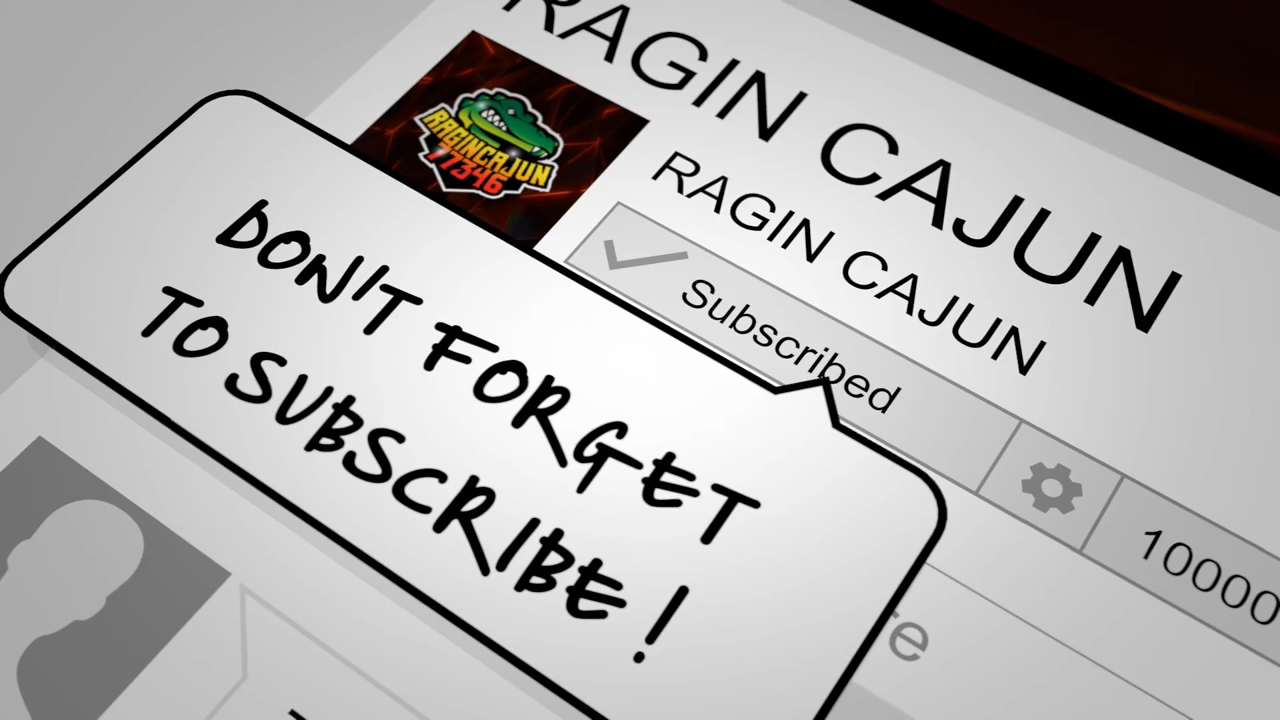 RAGIN CAJUN
RAGINCAJUN
77346
RAGIN CAJUN
Subscribed
10000
DON'T FORGET
TO SUBSCRIBE!